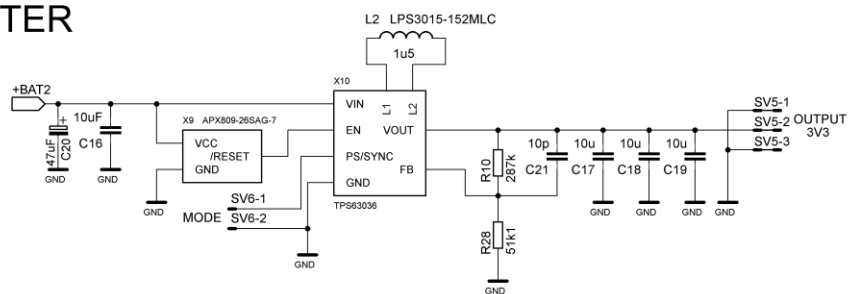 TER
L2 LPS3015-152MLC
1u5
X10
+BAT2
10uF
C16
47uF
C20
+
GND
GND
X9 APX809-26SAG-7
VCC
/RESET
GND
GND
VIN
L1
L2
EN
VOUT
PS/SYNC
FB
GND
TPS63036
SV6-1
MODE SV6-2
GND
R10
287k
10p
C21
10u
C17
10u
C18
10u
C19
GND
GND
GND
GND
R28
51k1
GND
SV5-1
SV5-2 OUTPUT
SV5-3 3V3